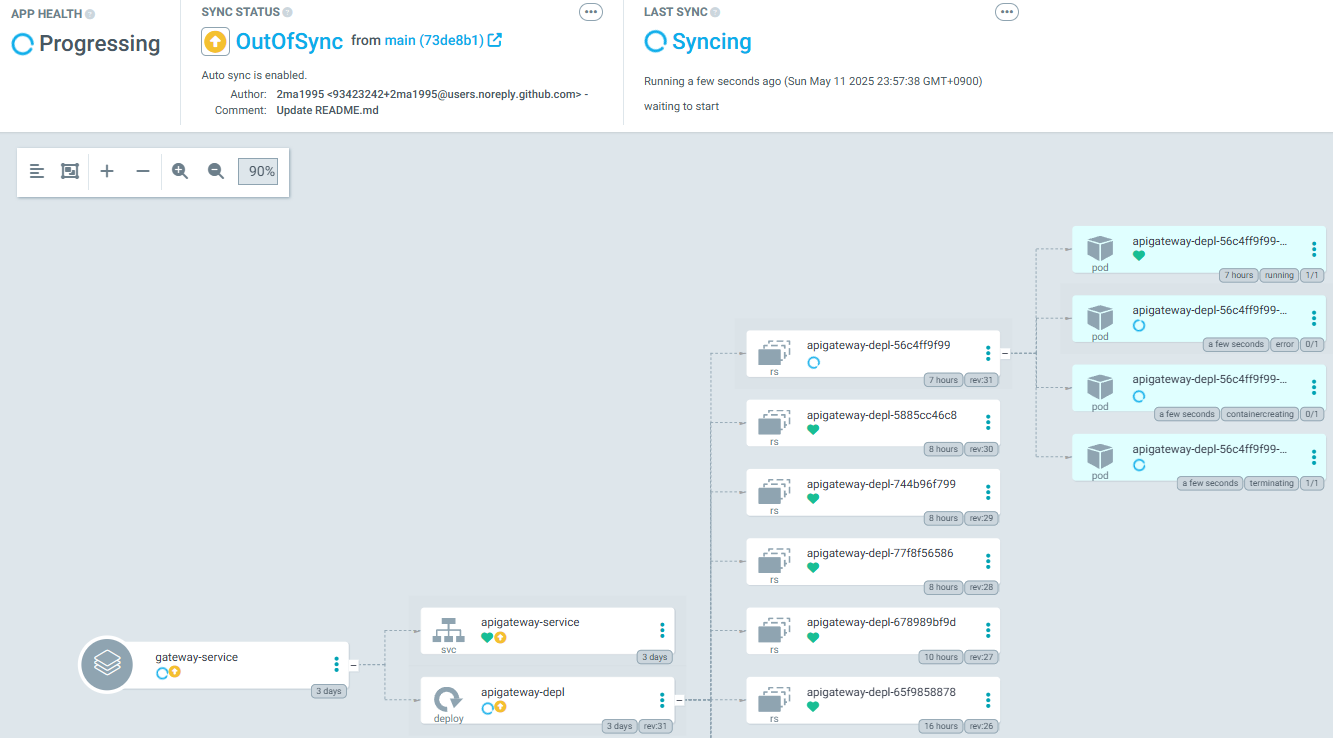 APP HEALTH
Progressing
SYNC STATUS
OutOfSync from main (73de8b1)
Auto sync is enabled.
Author: 2ma1995 <93423242+2ma1995@users.noreply.github.com> -
Comment: Update README.md
LAST SYNC
Syncing
Running a few seconds ago (Sun May 11 2025 23:57:38 GMT+0900)
waiting to start
90%
gateway-service
3 days
apigateway-service
svc
3 days
apigateway-depl
deploy
3 days rev:31
apigateway-depl-56c4ff9f99
rs
7 hours rev:31
apigateway-depl-5885cc46c8
rs
8 hours rev:30
apigateway-depl-744b96f799
rs
8 hours rev:29
apigateway-depl-77f8f56586
rs
8 hours rev:28
apigateway-depl-678989bf9d
rs
10 hours rev:27
apigateway-depl-65f9858878
rs
16 hours rev:26
apigateway-depl-56c4ff9f99-...
pod
7 hours running 1/1
apigateway-depl-56c4ff9f99-...
pod
a few seconds error 0/1
apigateway-depl-56c4ff9f99-...
pod
a few seconds containercreating 0/1
apigateway-depl-56c4ff9f99-...
pod
a few seconds terminating 1/1